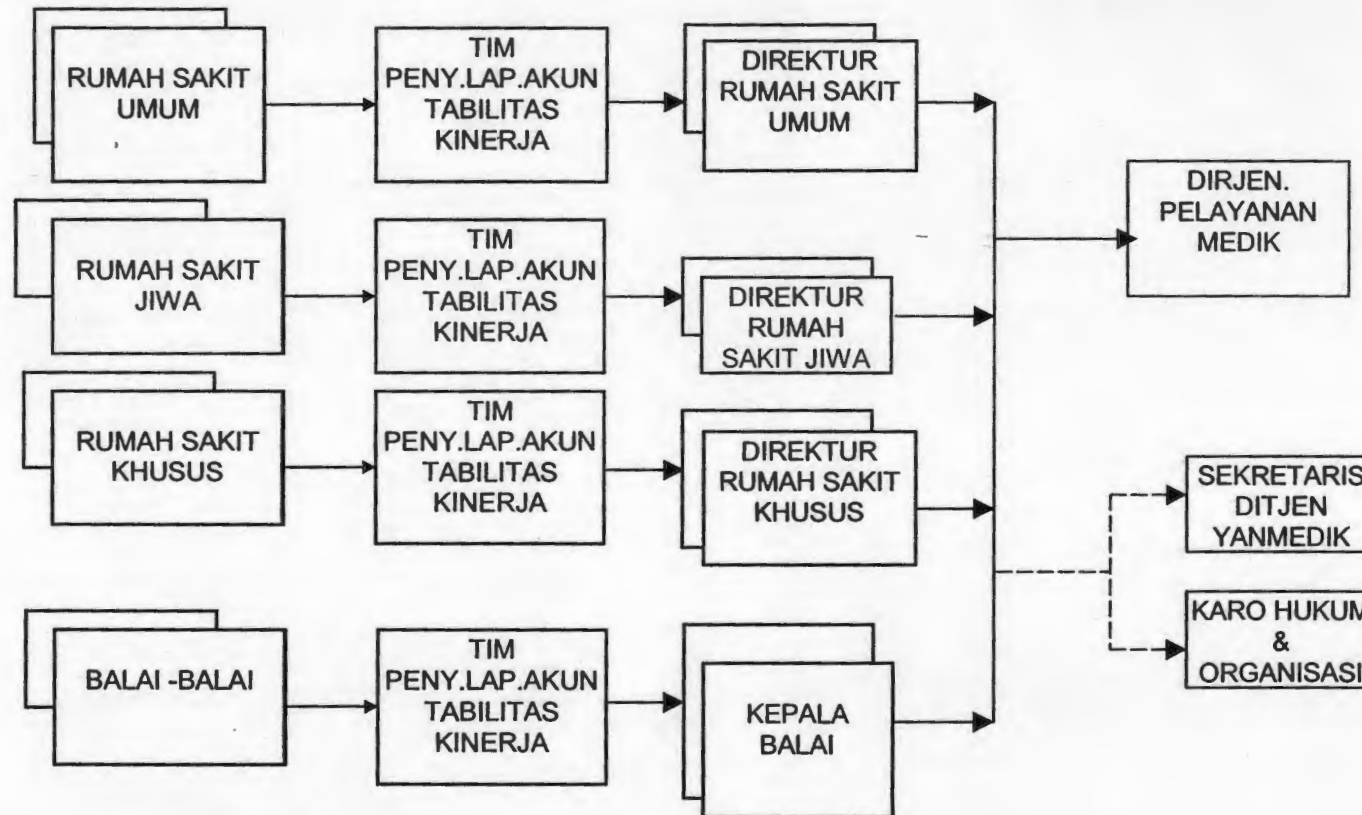 RUMAH SAKIT
UMUM
TIM
PENY.LAP.AKUN
TABILITAS
KINERJA
DIREKTUR
RUMAH SAKIT
UMUM
DIRJEN.
PELAYANAN
MEDIK
RUMAH SAKIT
JIWA
TIM
PENY.LAP.AKUN
TABILITAS
KINERJA
DIREKTUR
RUMAH
SAKIT JIWA
RUMAH SAKIT
KHUSUS
TIM
PENY.LAP.AKUN
TABILITAS
KINERJA
DIREKTUR
RUMAH SAKIT
KHUSUS
SEKRETARIS
DITJEN
YANMEDIK
KARO HUKUM
&
ORGANISASI
BALAI -BALAI
TIM
PENY.LAP.AKUN
TABILITAS
KINERJA
KEPALA
BALAI